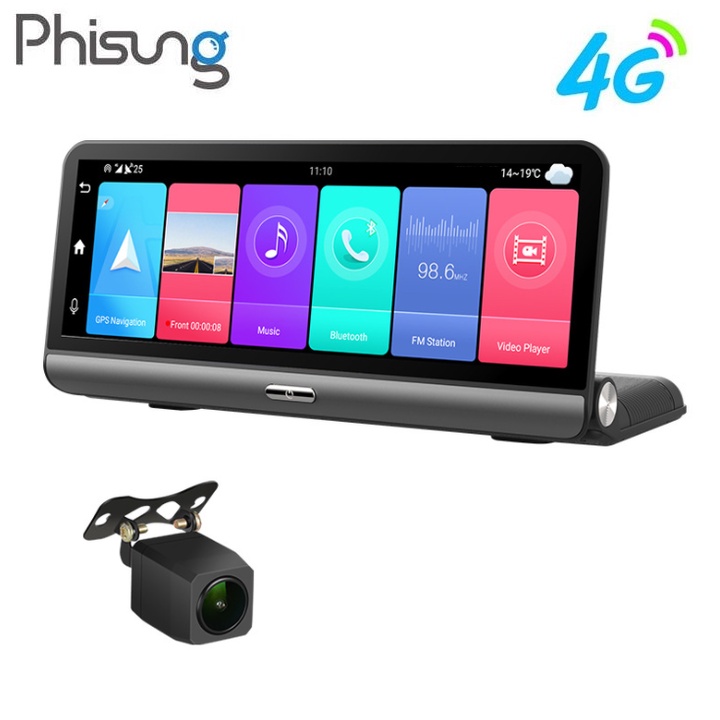 Phisung
4G
25
11:10
14~19℃
GPS Navigation
Front 00:00:08
Music
Bluetooth
98.6MHZ
FM Station
Video Player